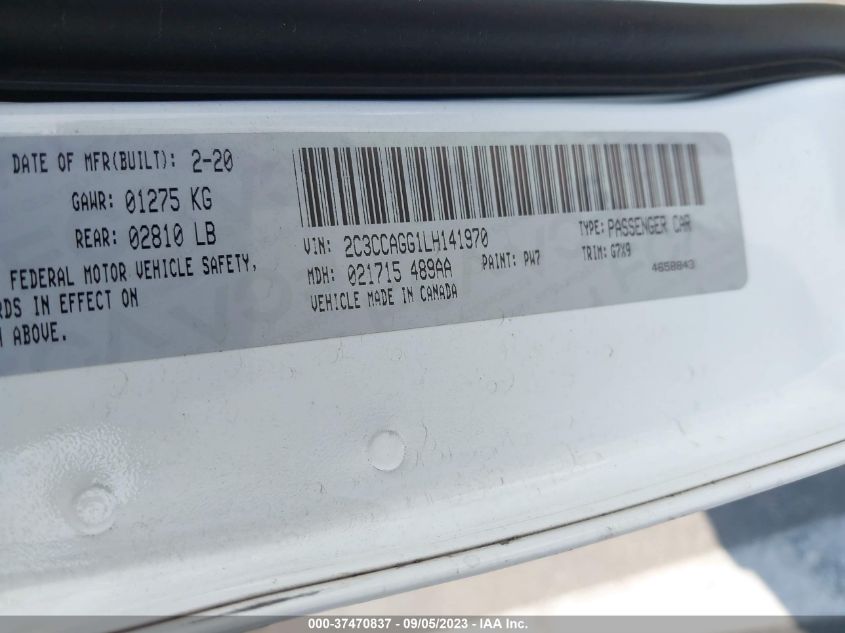 DATE OF MFR(BUILT): 2-20
GAWR: 01275 KG
REAR: 02810 LB
FEDERAL MOTOR VEHICLE SAFETY,
RDS IN EFFECT ON
ABOVE.
VIN: 2C3CCAGG1LH141970
TYPE: PASSENGER CAR
MDH: 021715 489AA
PAINT: PW7
TRIM: G7X9
VEHICLE MADE IN CANADA
4658843
000-37470837 - 09/05/2023 - IAA Inc.